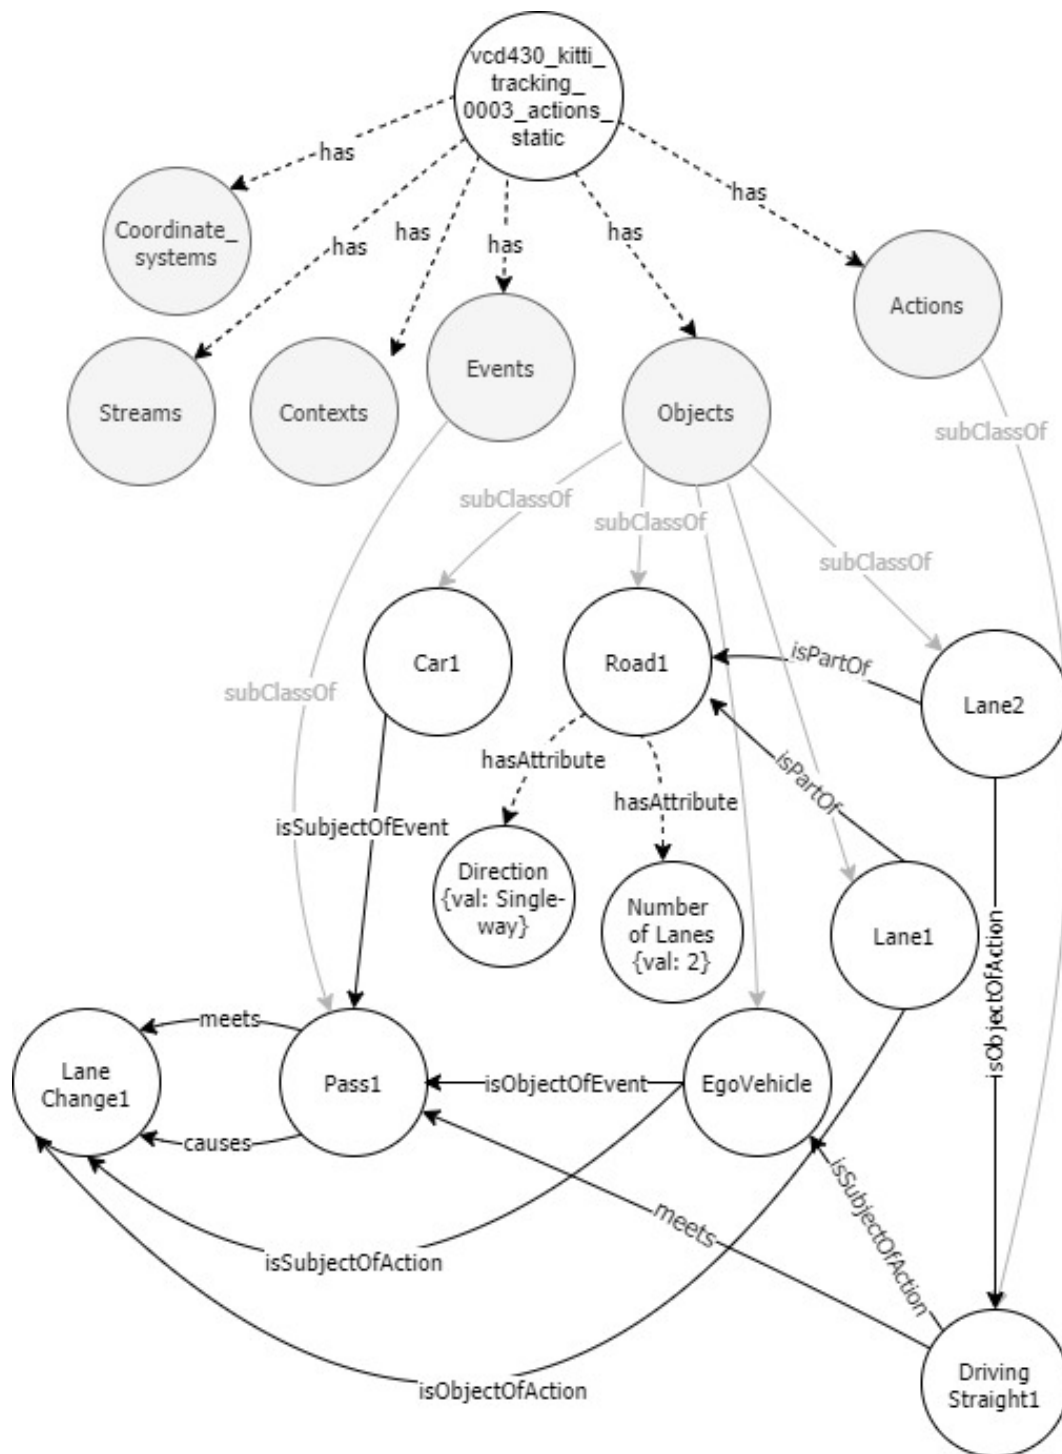 vcd430_kitti_
tracking_
0003_actions_
static
has
has
has
has
has
has
Coordinate_
systems
Actions
Events
Streams
Contexts
Objects
subClassOf
subClassOf
subClassOf
subClassOf
subClassOf
Car1
Road1
isPartOf
Lane2
hasAttribute
isPartOf
hasAttribute
isSubjectOfEvent
Direction
{val: Single-
way}
Number
of Lanes
{val: 2}
Lane1
isObjectOfAction
meets
Lane
Change1
Pass1
isObjectOfEvent
EgoVehicle
causes
isSubjectOfAction
meets
isSubjectOfAction
isObjectOfAction
Driving
Straight1